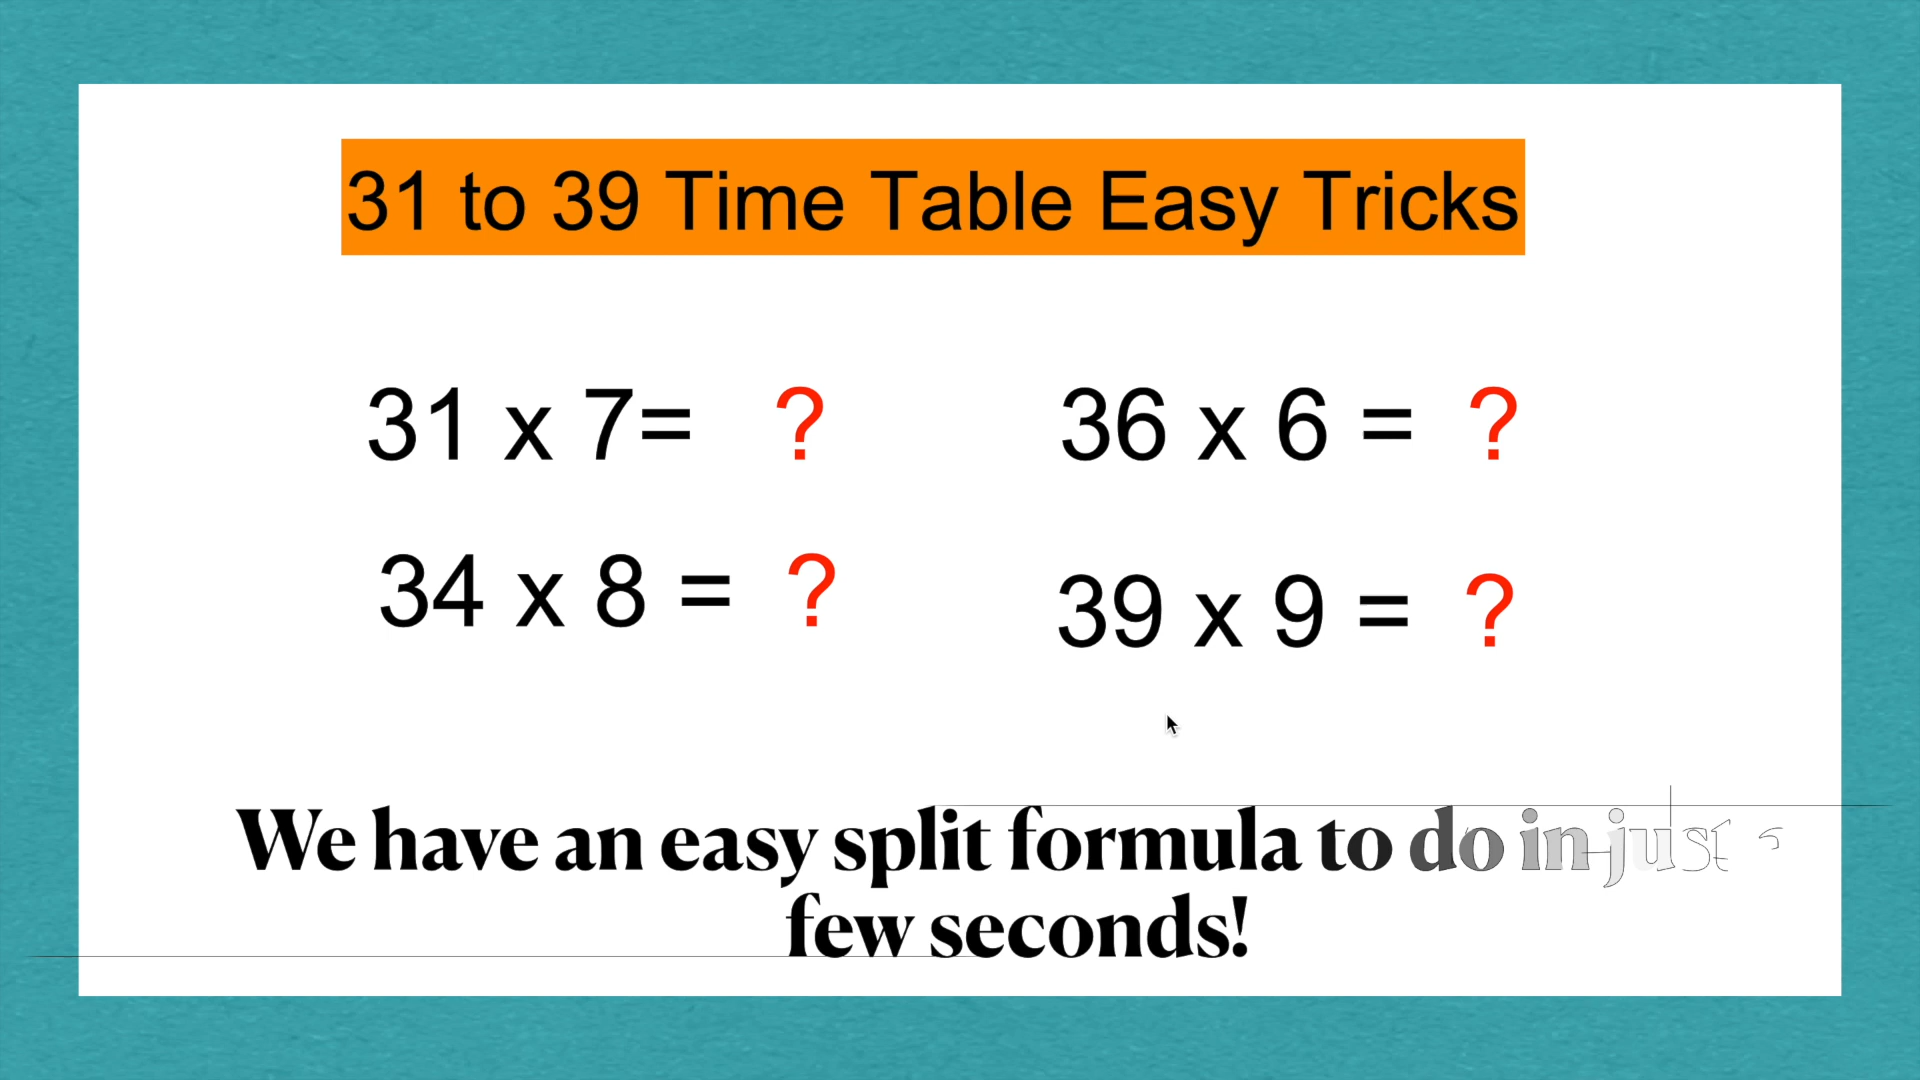 31 to 39 Time Table Easy Tricks
31 x 7= ?
36 x 6 = ?
34 x 8 = ?
39 x 9 = ?
We have an easy split formula to do in just a
few seconds!